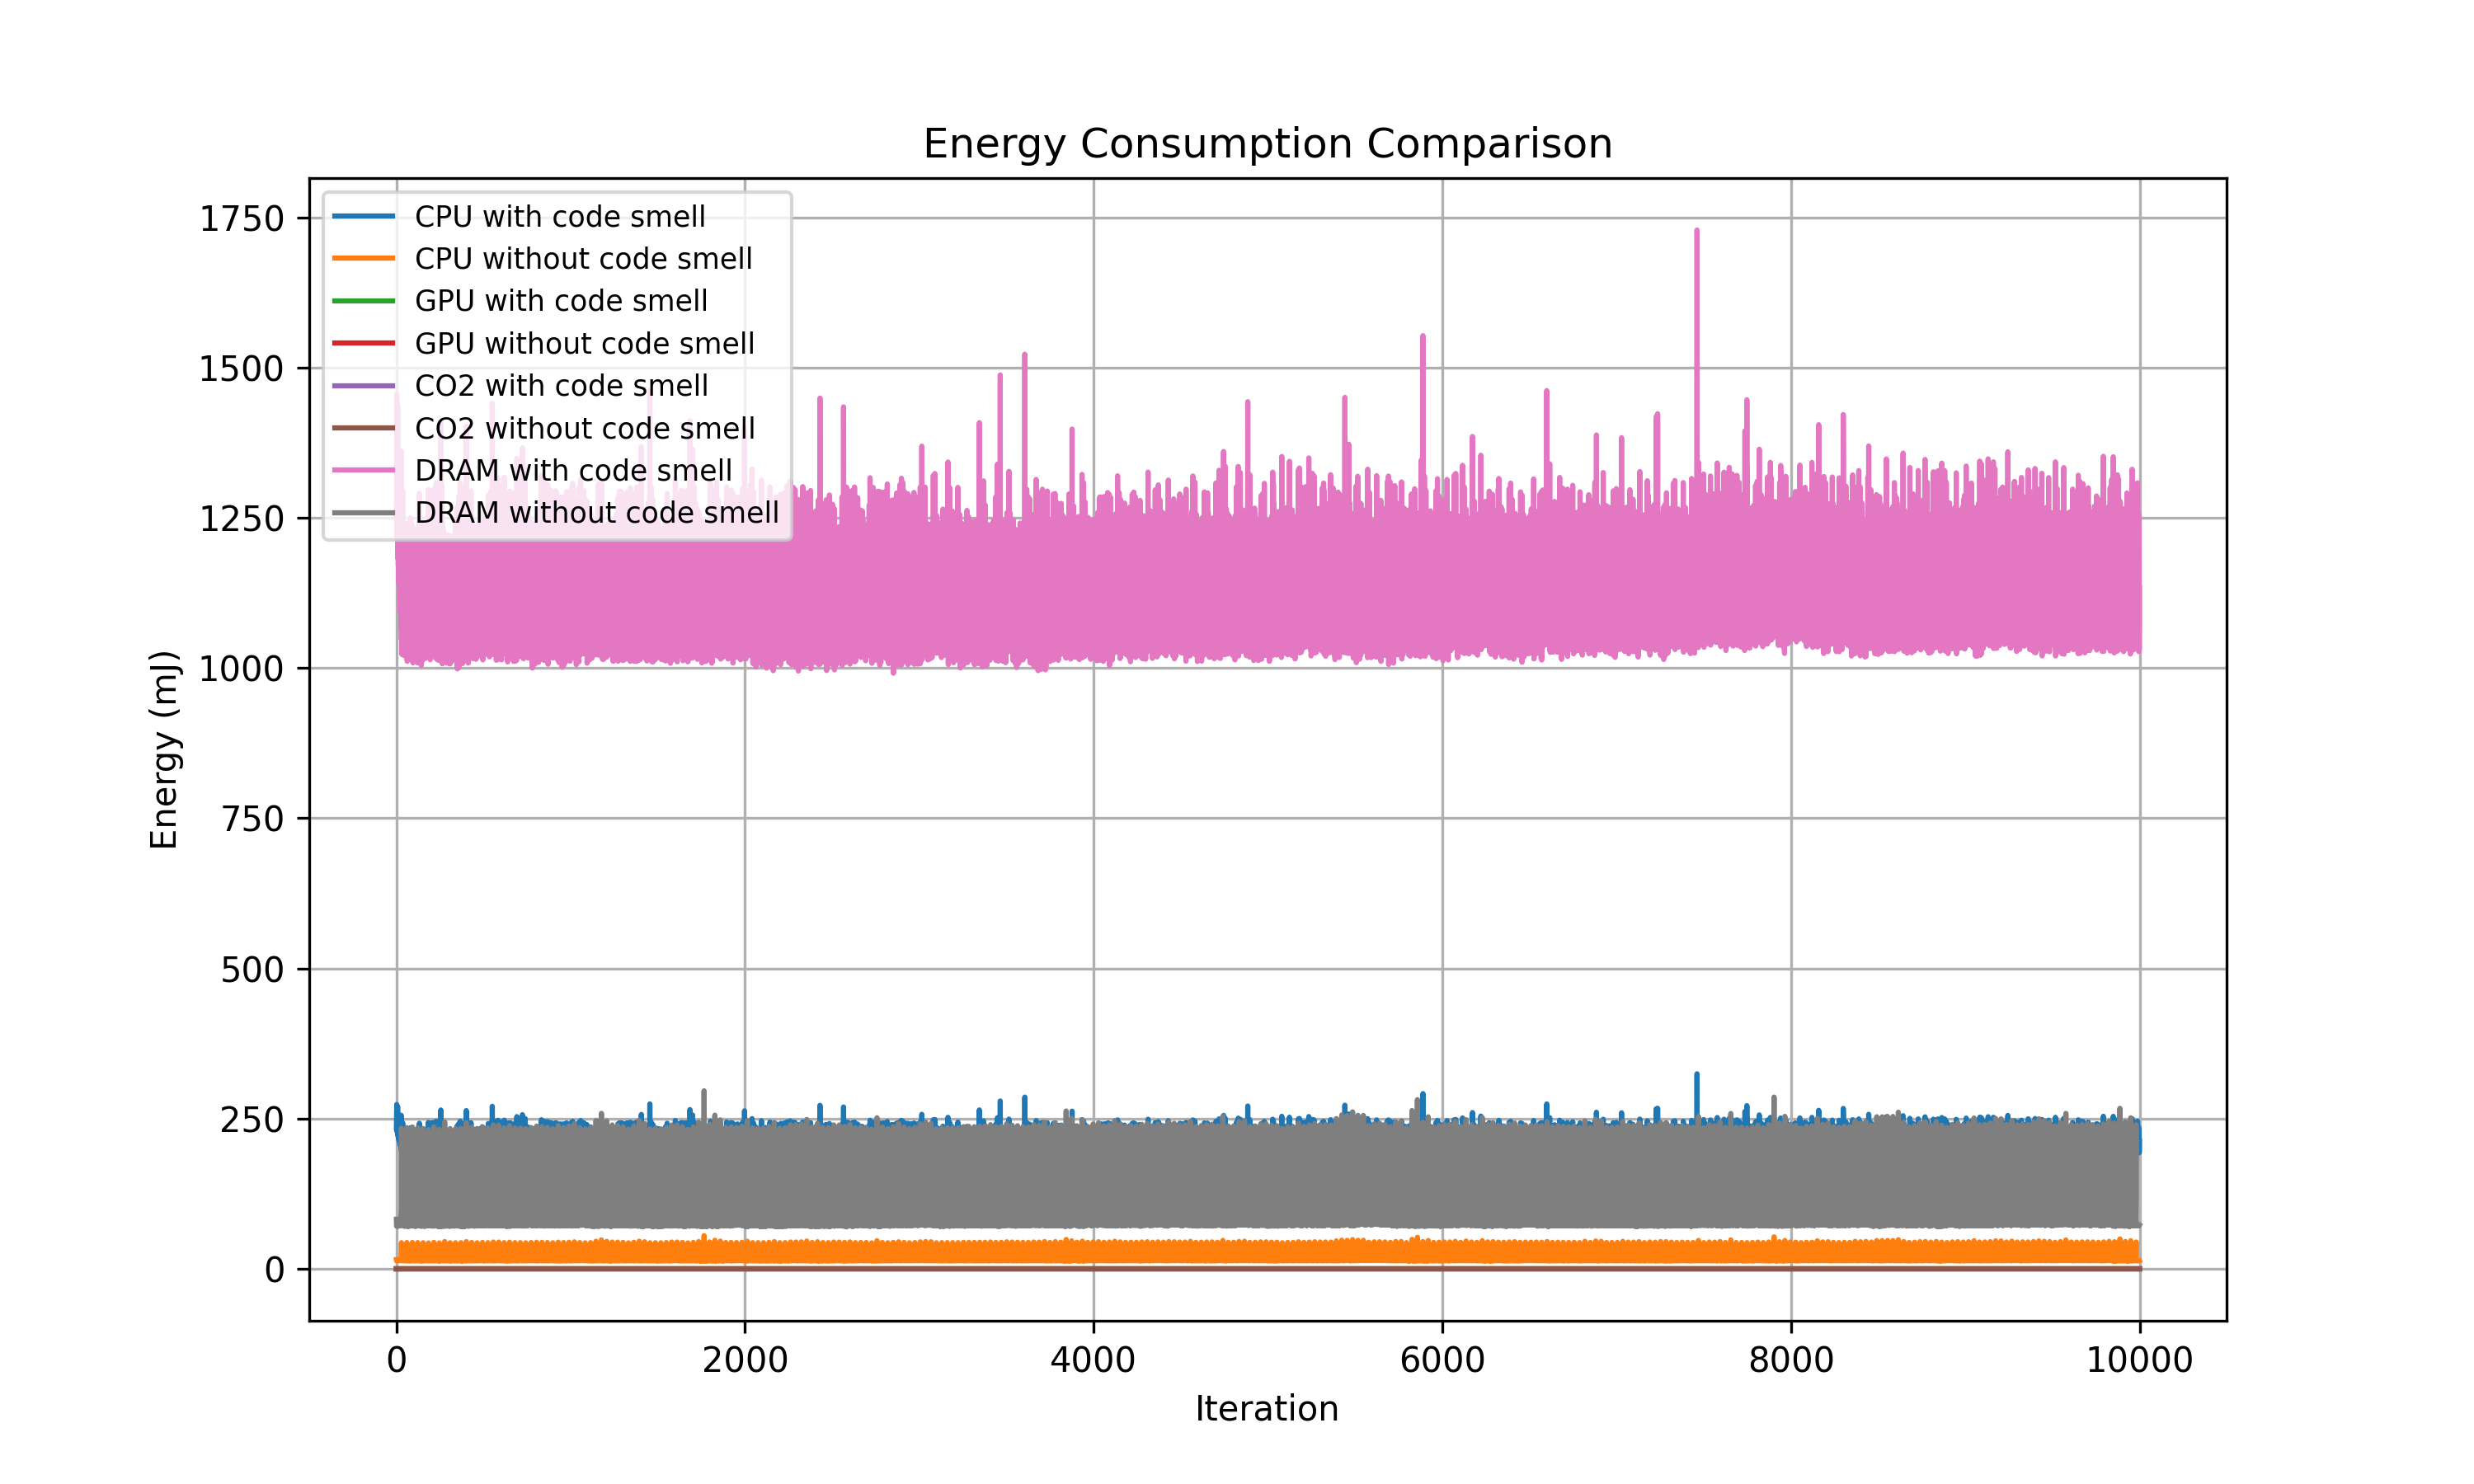 Energy Consumption Comparison
CPU with code smell
CPU without code smell
GPU with code smell
GPU without code smell
CO2 with code smell
CO2 without code smell
DRAM with code smell
DRAM without code smell
Energy (mJ)
1750
1500
1250
1000
750
500
250
0
0 2000 4000 6000 8000 10000
Iteration